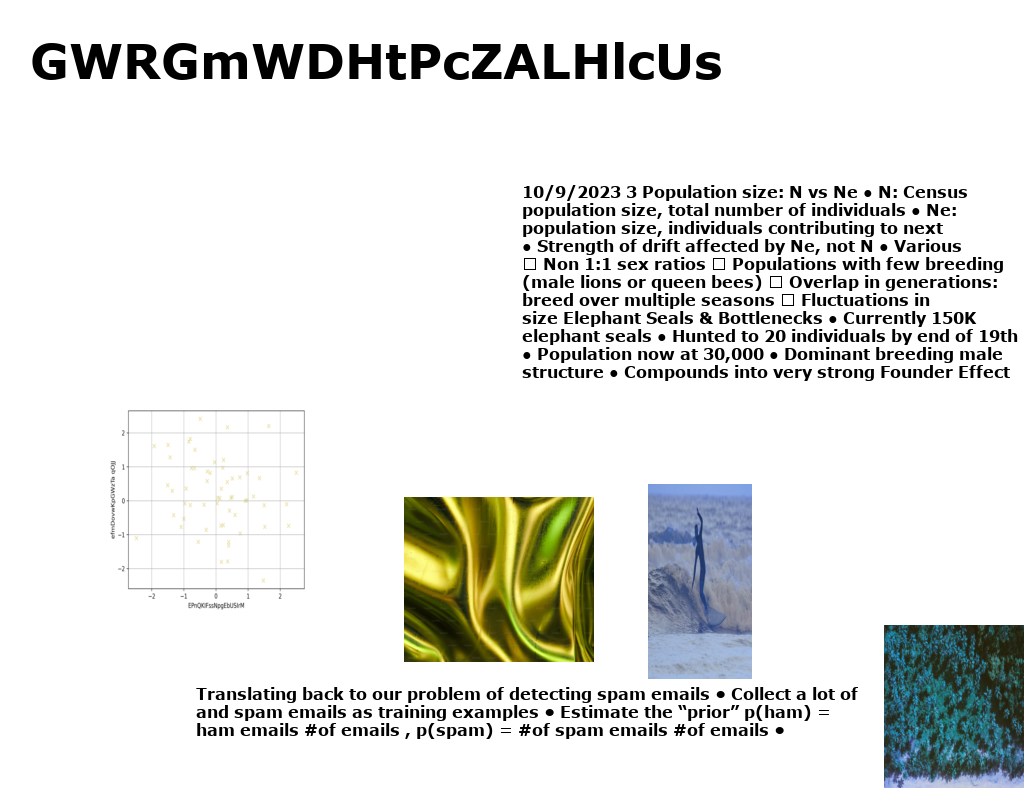 GWRGmWDHtPcZALHlcUs
10/9/2023 3 Population size: N vs Ne ● N: Census
population size, total number of individuals ● Ne:
population size, individuals contributing to next
● Strength of drift affected by Ne, not N ● Various
☐ Non 1:1 sex ratios ☐ Populations with few breeding
(male lions or queen bees) ☐ Overlap in generations:
breed over multiple seasons ☐ Fluctuations in
size Elephant Seals & Bottlenecks ● Currently 150K
elephant seals ● Hunted to 20 individuals by end of 19th
● Population now at 30,000 ● Dominant breeding male
structure ● Compounds into very strong Founder Effect
2
1
0
−1
−2
−2 −1 0 1 2
Translating back to our problem of detecting spam emails ● Collect a lot of
and spam emails as training examples ● Estimate the “prior” p(ham) =
ham emails #of emails , p(spam) = #of spam emails #of emails ●